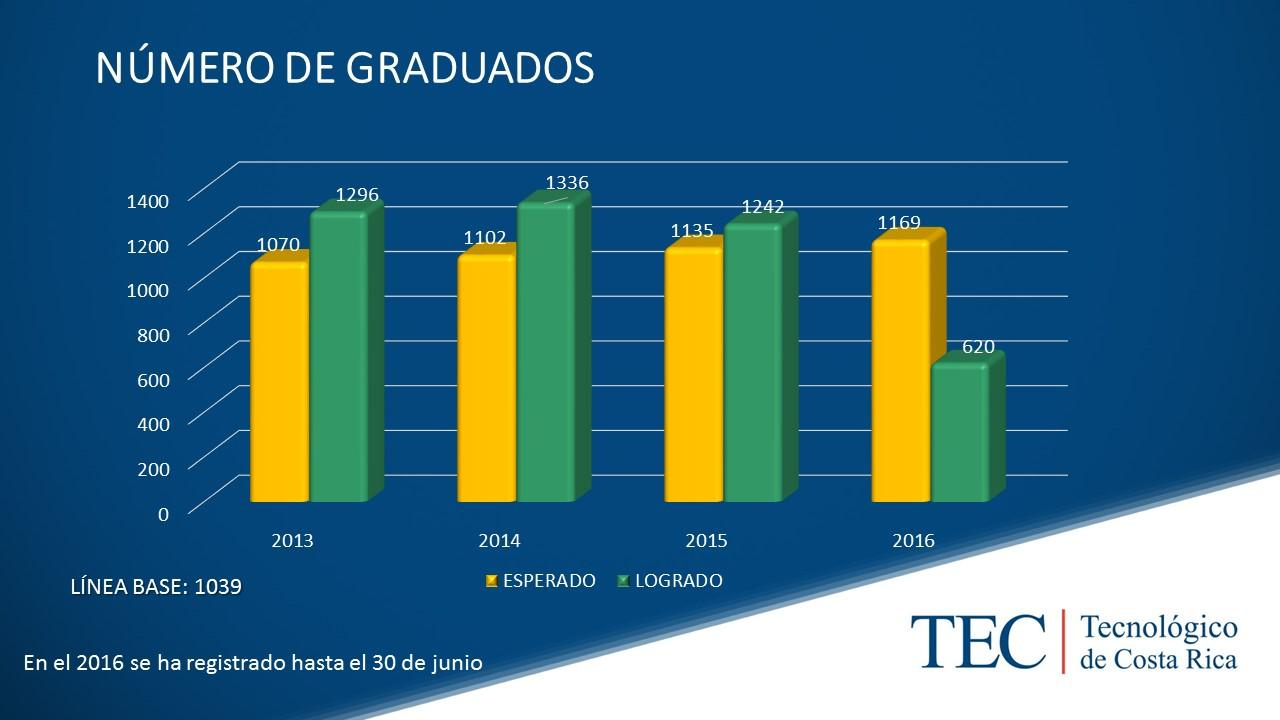 NÚMERO DE GRADUADOS
1400
1200
1000
800
600
400
200
0
1070
1296
1102
1336
1135
1242
1169
620
2013
2014
2015
2016
ESPERADO
LOGRADO
LÍNEA BASE: 1039
En el 2016 se ha registrado hasta el 30 de junio
TEC
Tecnológico
de Costa Rica